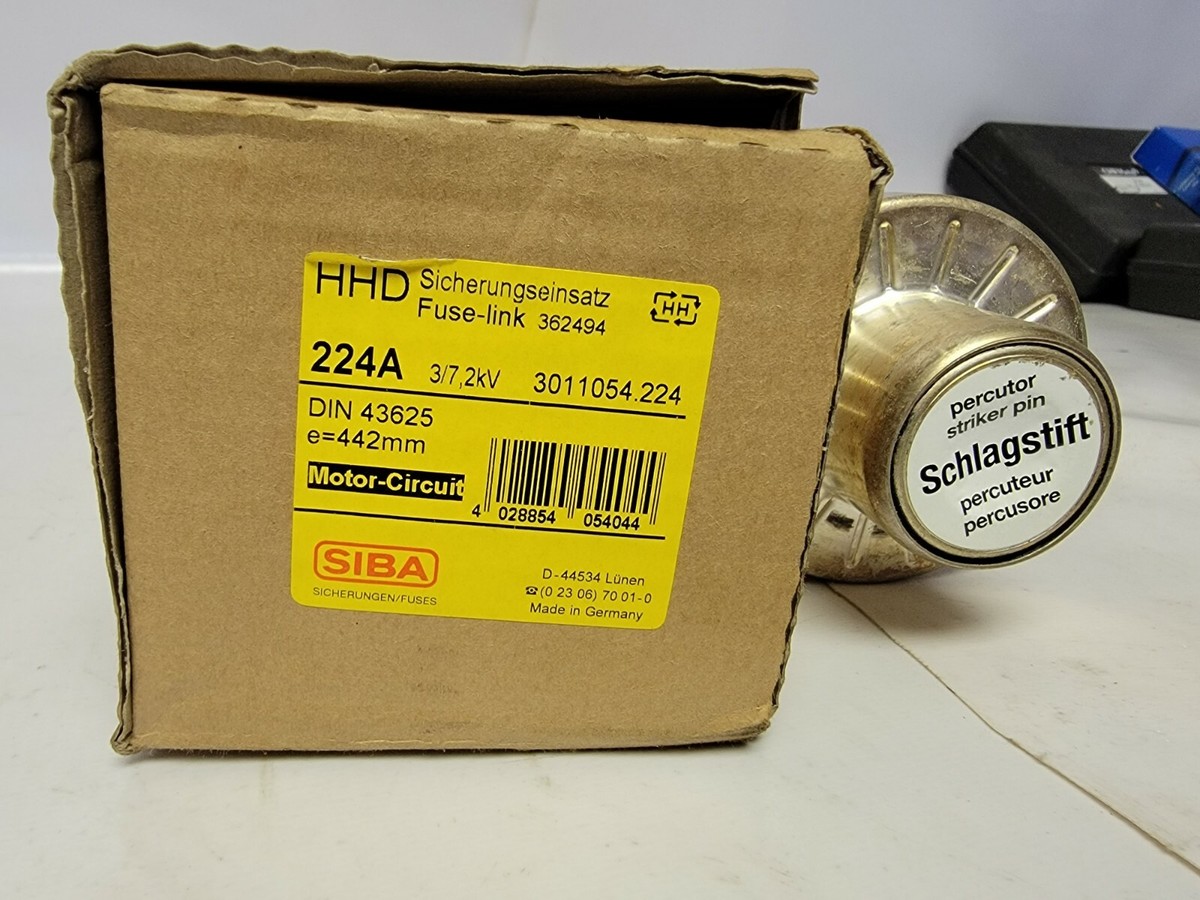 HHD Sicherungseinsatz
Fuse-link 362494
HH
224A 3/7,2kV 3011054.224
DIN 43625
e=442mm
Motor-Circuit
4 028854 054044
SIBA
SICHERUNGEN/FUSES
D-44534 Lünen
☎(0 23 06) 70 01-0
Made in Germany
percutor
striker pin
Schlagstift
percuteur
percusore